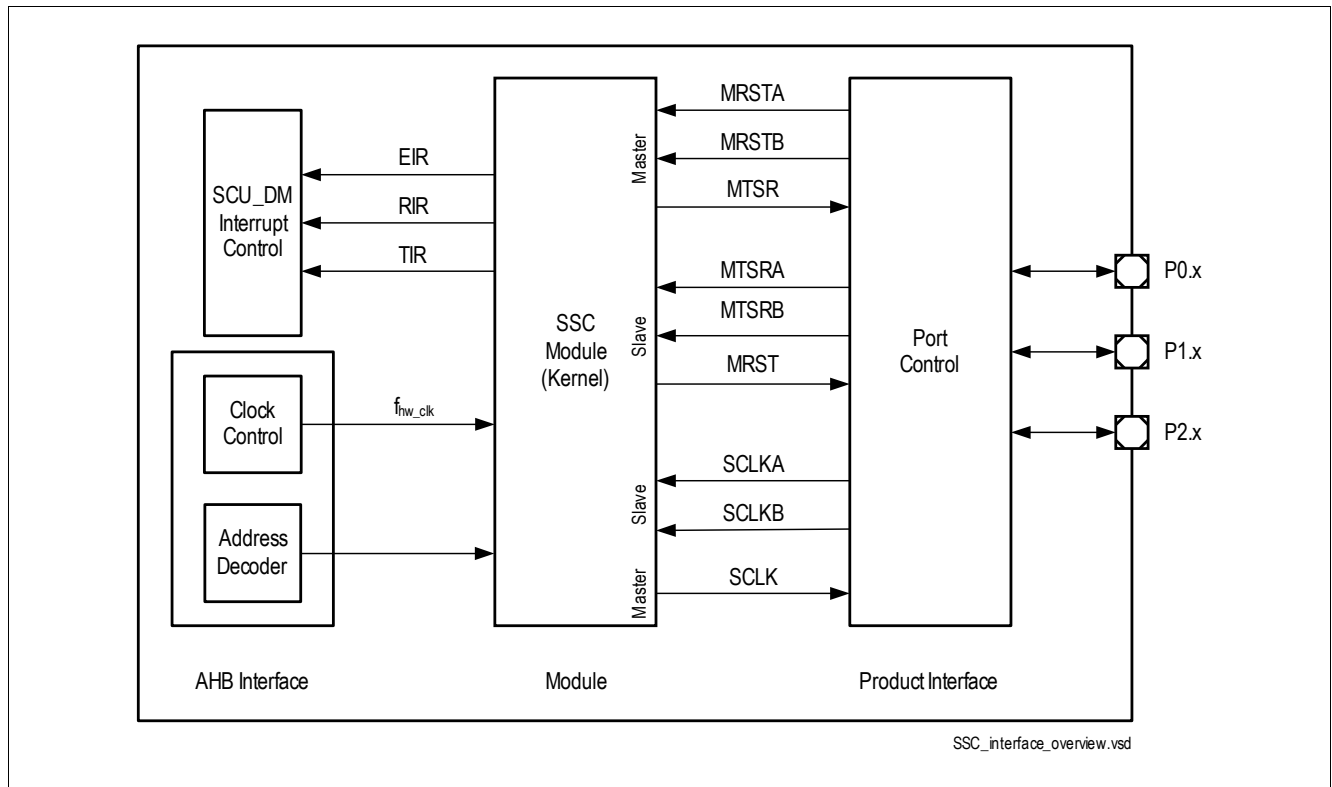 SCU_DM
Interrupt
Control
EIR
RIR
TIR
Clock
Control
f_hw_clk
Address
Decoder
AHB Interface
SSC
Module
(Kernel)
Module
Master
MRSTA
MRSTB
MTSR
Slave
MTSRA
MTSRB
MRST
Slave
SCLKA
SCLKB
Master
SCLK
Port
Control
Product Interface
P0.x
P1.x
P2.x
SSC_interface_overview.vsd